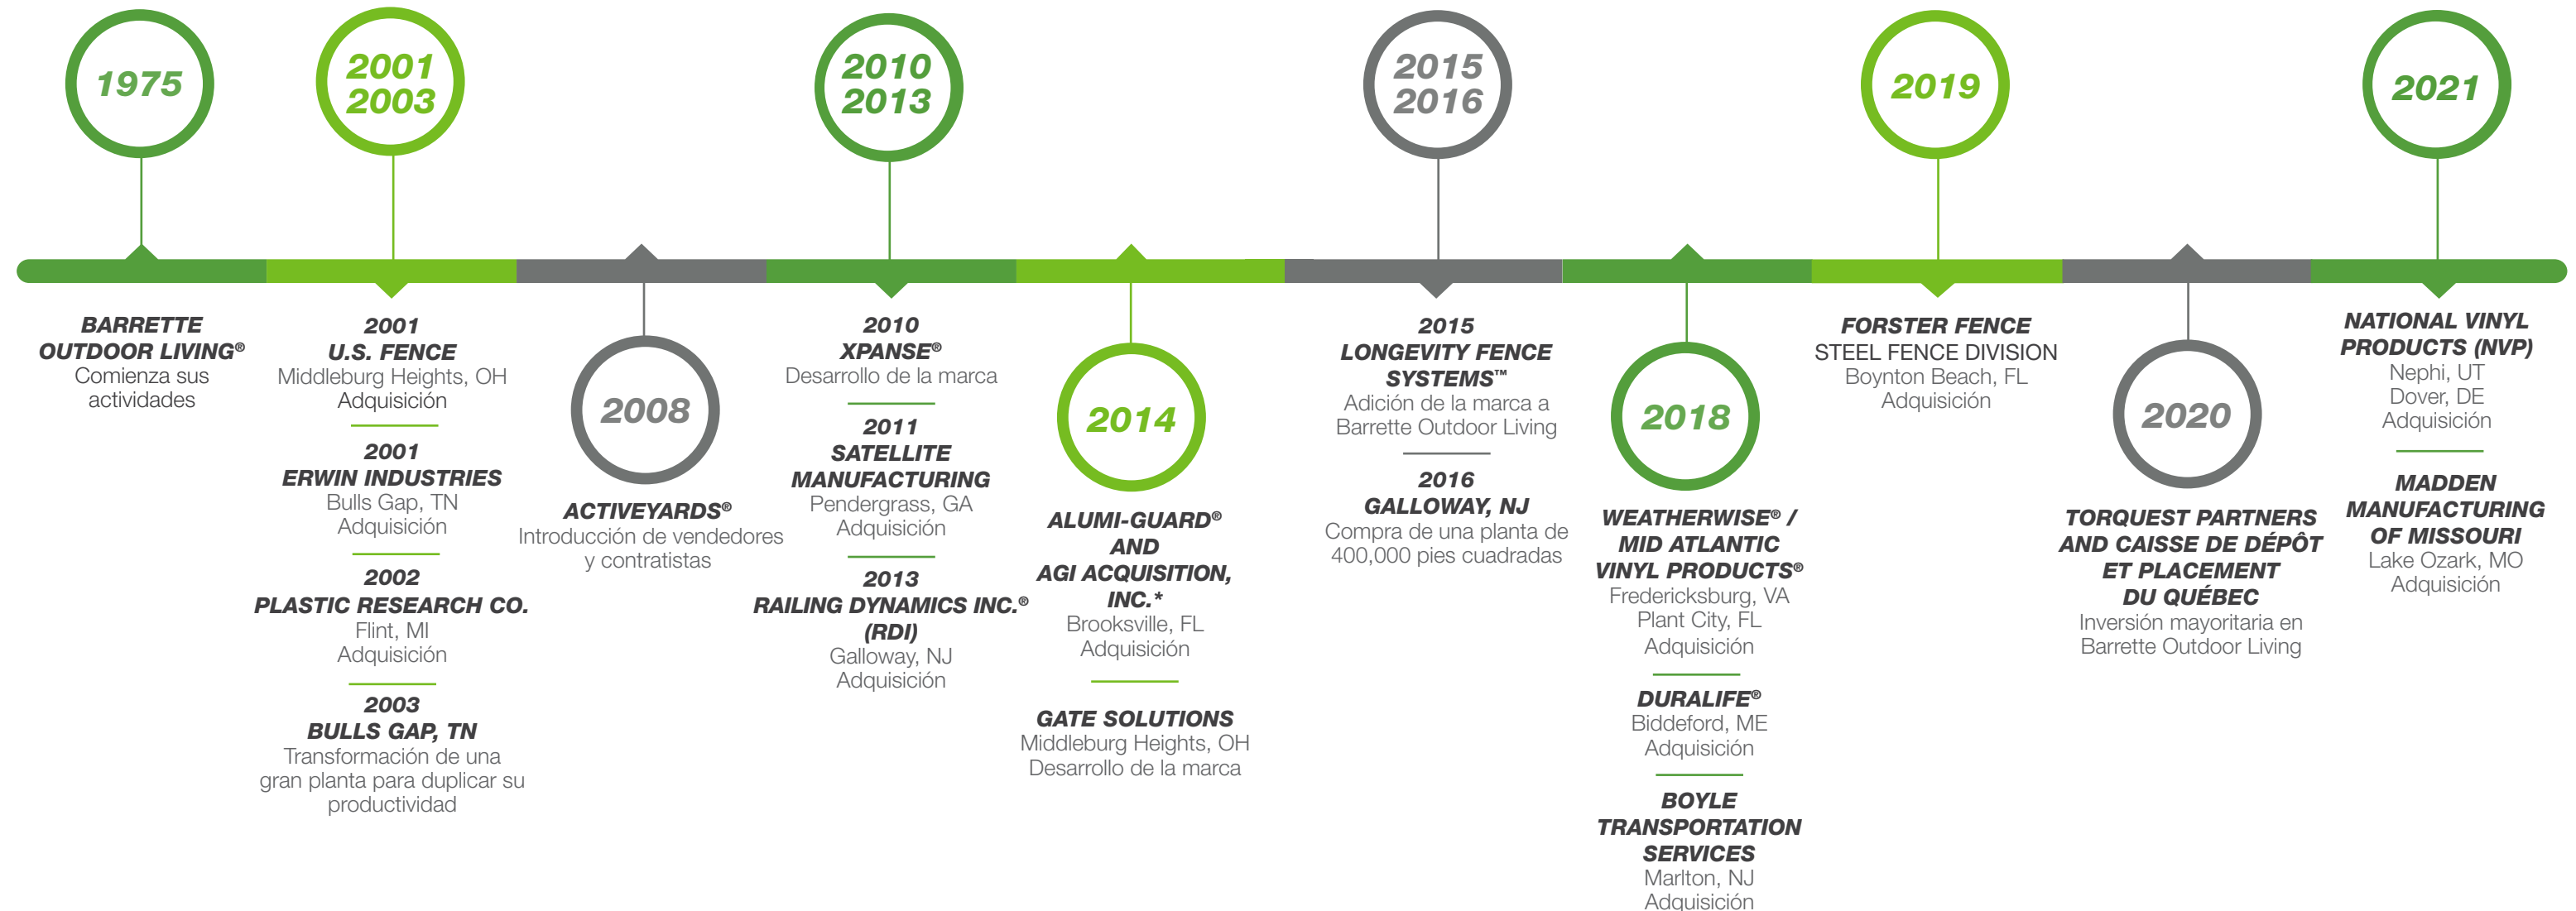 1975
BARRETTE
OUTDOOR LIVING®
Comienza sus
actividades
2001
2003
2001
U.S. FENCE
Middleburg Heights, OH
Adquisición
2001
ERWIN INDUSTRIES
Bulls Gap, TN
Adquisición
2002
PLASTIC RESEARCH CO.
Flint, MI
Adquisición
2003
BULLS GAP, TN
Transformación de una
gran planta para duplicar su
productividad
2008
ACTIVEYARDS®
Introducción de vendedores
y contratistas
2010
2013
2010
XPANSE®
Desarrollo de la marca
2011
SATELLITE
MANUFACTURING
Pendergrass, GA
Adquisición
2013
RAILING DYNAMICS INC.®
(RDI)
Galloway, NJ
Adquisición
2014
ALUMI-GUARD®
AND
AGI ACQUISITION,
INC.*
Brooksville, FL
Adquisición
GATE SOLUTIONS
Middleburg Heights, OH
Desarrollo de la marca
2015
2016
2015
LONGEVITY FENCE
SYSTEMS™
Adición de la marca a
Barrette Outdoor Living
2016
GALLOWAY, NJ
Compra de una planta de
400,000 pies cuadradas
2018
WEATHERWISE® /
MID ATLANTIC
VINYL PRODUCTS®
Fredericksburg, VA
Plant City, FL
Adquisición
DURALIFE®
Biddeford, ME
Adquisición
BOYLE
TRANSPORTATION
SERVICES
Marlton, NJ
Adquisición
2019
FORSTER FENCE
STEEL FENCE DIVISION
Boynton Beach, FL
Adquisición
2020
TORQUEST PARTNERS
AND CAISSE DE DÉPÔT
ET PLACEMENT
DU QUÉBEC
Inversión mayoritaria en
Barrette Outdoor Living
2021
NATIONAL VINYL
PRODUCTS (NVP)
Nephi, UT
Dover, DE
Adquisición
MADDEN
MANUFACTURING
OF MISSOURI
Lake Ozark, MO
Adquisición